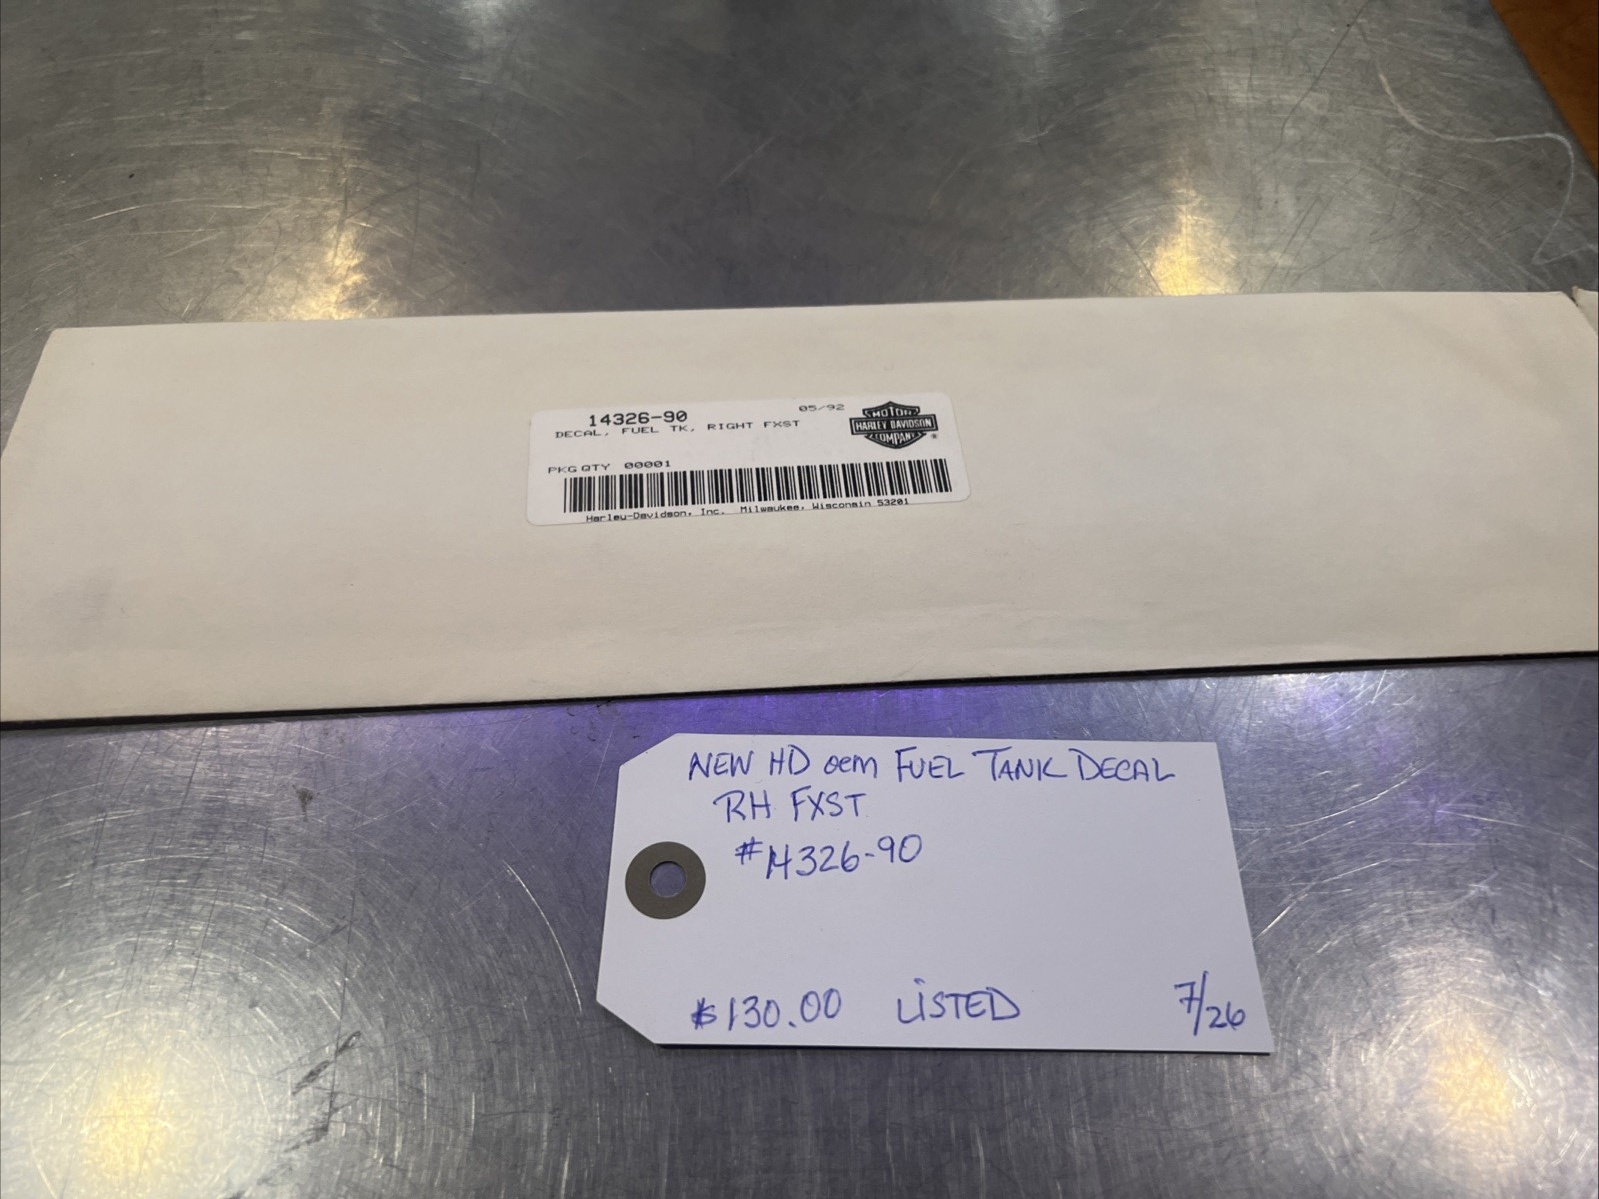 14326-90
05/92
DECAL, FUEL TK, RIGHT FXST
MOTOR
HARLEY-DAVIDSON
COMPANY
®
PKG QTY 00001
Harley-Davidson, Inc. Milwaukee, Wisconsin 53201
NEW HD OEM FUEL TANK DECAL
RH FXST
#14326-90
$130.00 LISTED 7/26